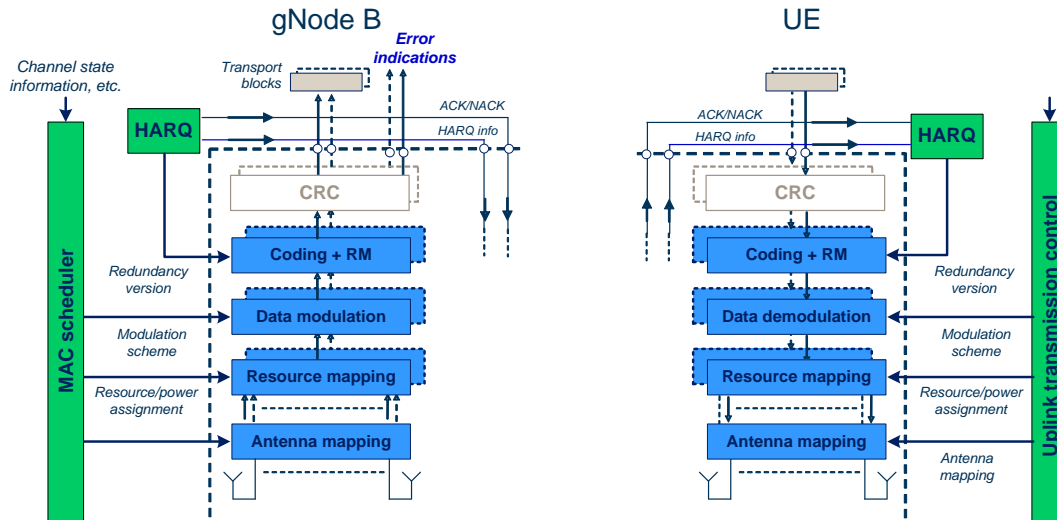 gNode B
UE
Error
indications
Channel state
information, etc.
Transport
blocks
HARQ
ACK/NACK
HARQ info
CRC
Coding + RM
Redundancy
version
Data modulation
Modulation
scheme
Resource mapping
Resource/power
assignment
Antenna mapping
MAC scheduler
ACK/NACK
HARQ info
HARQ
CRC
Coding + RM
Redundancy
version
Data demodulation
Modulation
scheme
Resource mapping
Resource/power
assignment
Antenna mapping
Antenna
mapping
Uplink transmission control